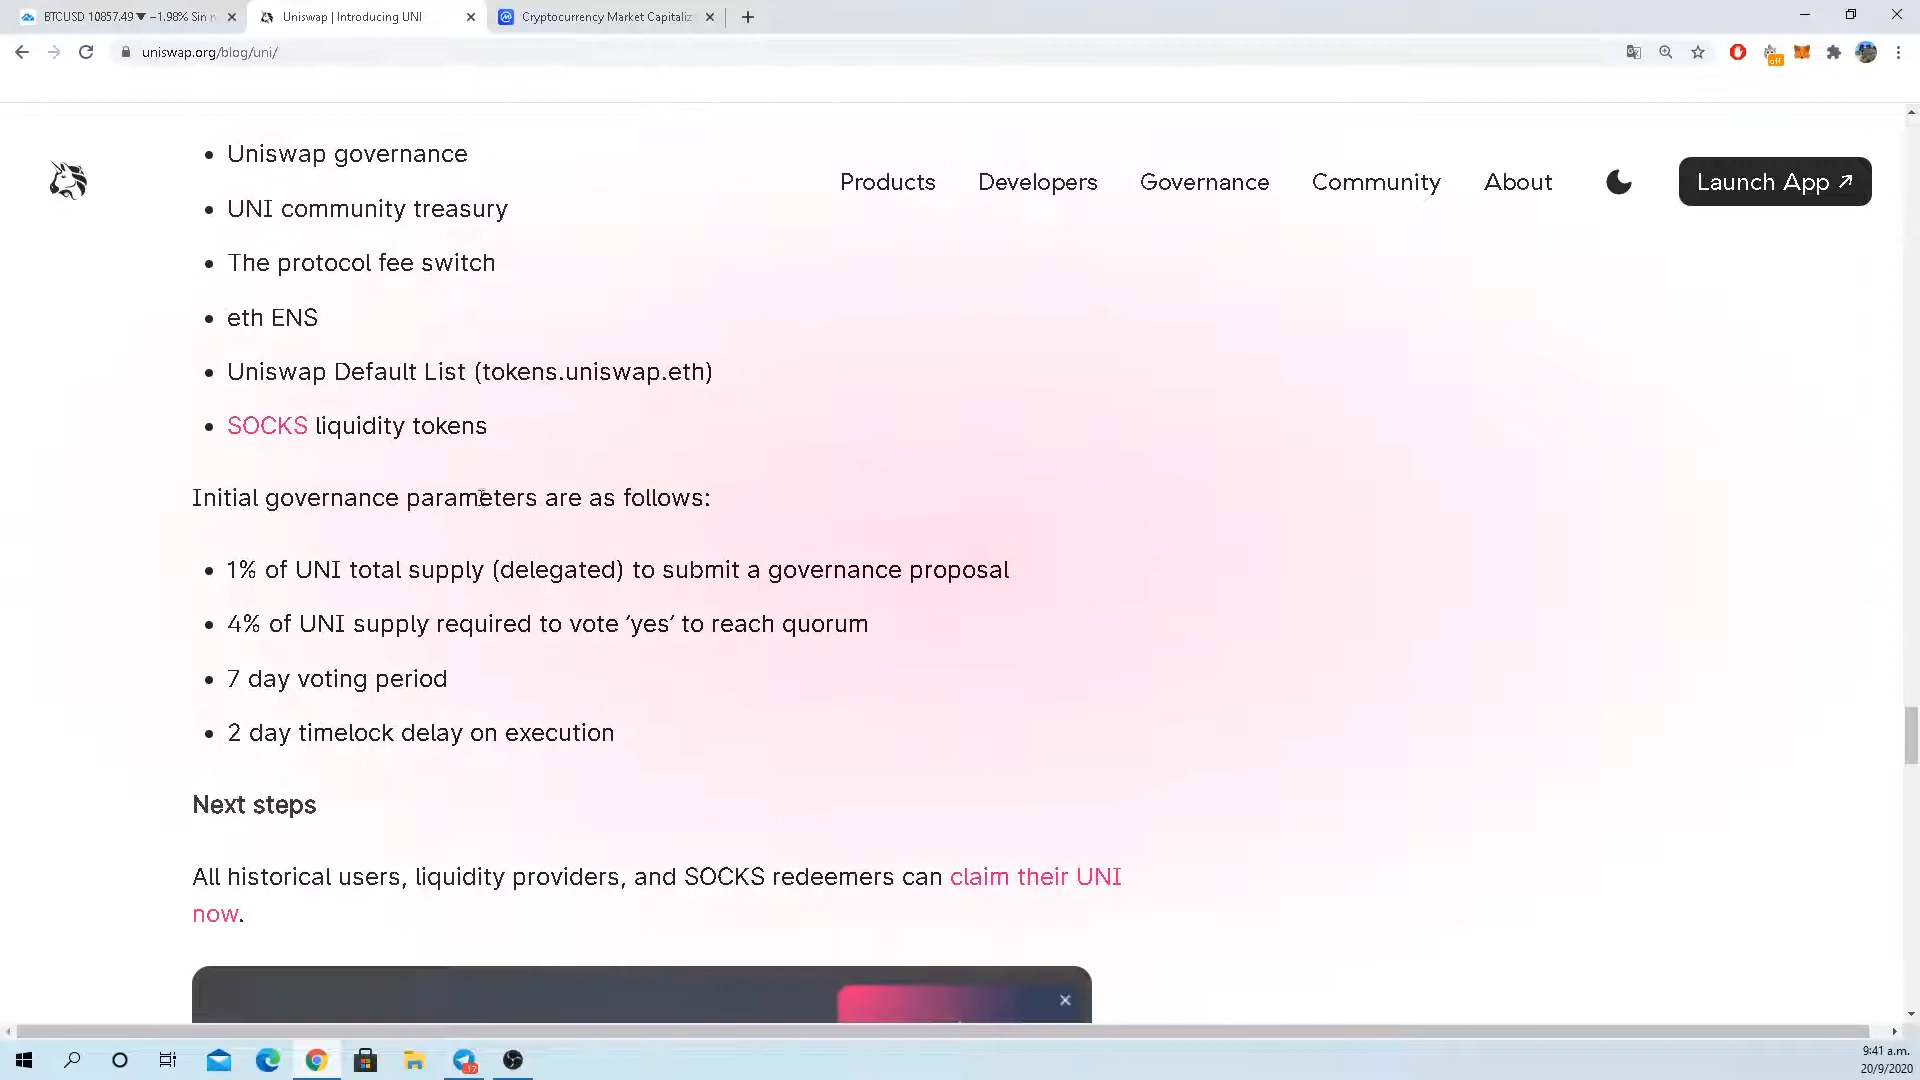 BTCUSD 10857.49 ▼ −1.98% Sin n
Uniswap | Introducing UNI
Cryptocurrency Market Capitaliz
uniswap.org/blog/uni/
off
Products
Developers
Governance
Community
About
Launch App ↗
• Uniswap governance
• UNI community treasury
• The protocol fee switch
• eth ENS
• Uniswap Default List (tokens.uniswap.eth)
• SOCKS liquidity tokens
Initial governance parameters are as follows:
• 1% of UNI total supply (delegated) to submit a governance proposal
• 4% of UNI supply required to vote ‘yes’ to reach quorum
• 7 day voting period
• 2 day timelock delay on execution
Next steps
All historical users, liquidity providers, and SOCKS redeemers can claim their UNI
now.
17
9:41 a.m.
20/9/2020